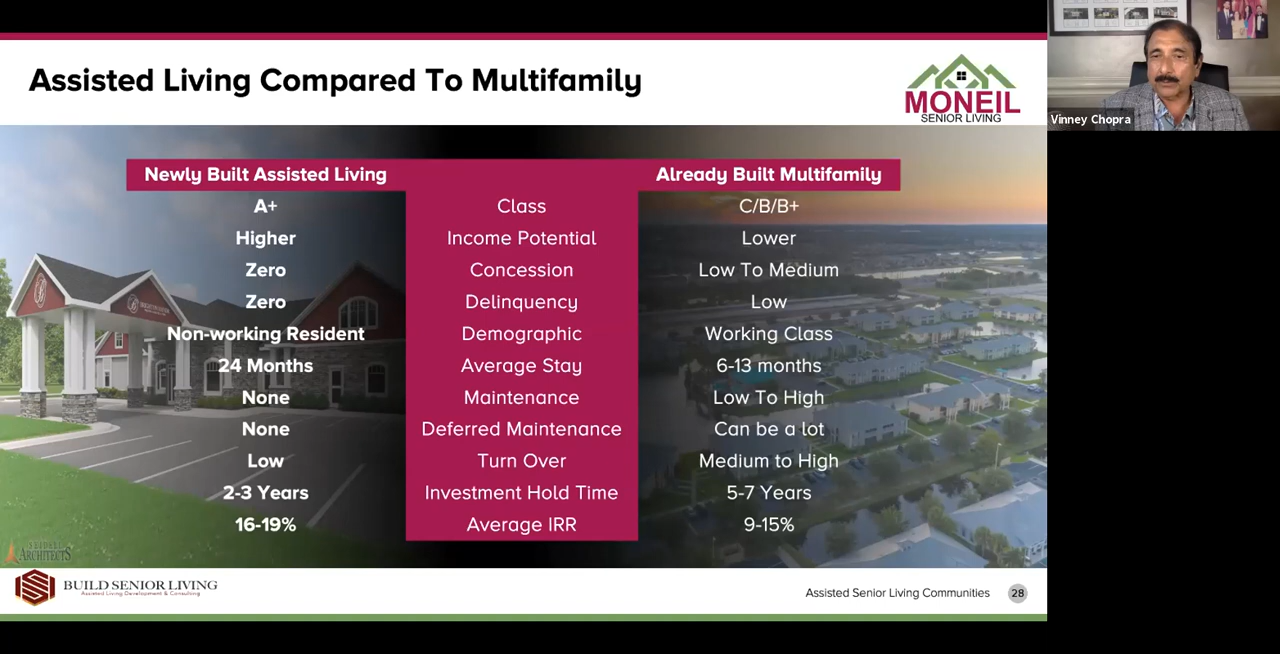 Assisted Living Compared To Multifamily
MONEIL
SENIOR LIVING
Vinney Chopra
Newly Built Assisted Living Already Built Multifamily
A+ Class C/B/B+
Higher Income Potential Lower
Zero Concession Low To Medium
Zero Delinquency Low
Non-working Resident Demographic Working Class
24 Months Average Stay 6-13 months
None Maintenance Low To High
None Deferred Maintenance Can be a lot
Low Turn Over Medium to High
2-3 Years Investment Hold Time 5-7 Years
16-19% Average IRR 9-15%
ARCHITECTS
BUILD SENIOR LIVING
Assisted Living Development & Consulting
Assisted Senior Living Communities 28